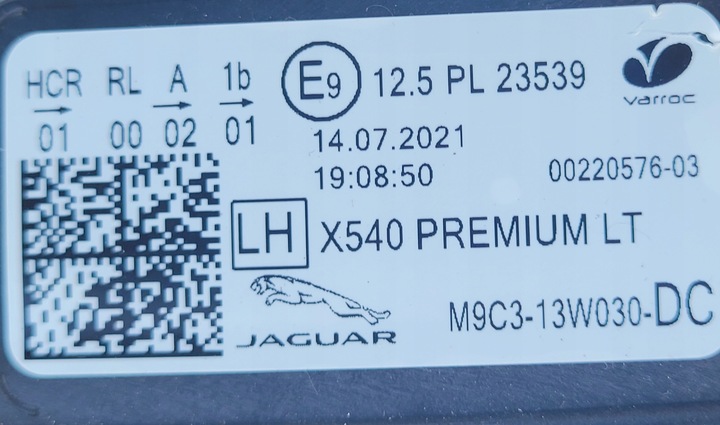 HCR RL A 1b E9 12.5 PL 23539
varroc
→ → →
01 00 02 01
14.07.2021
19:08:50 00220576-03
LH X540 PREMIUM LT
JAGUAR
M9C3-13W030-DC